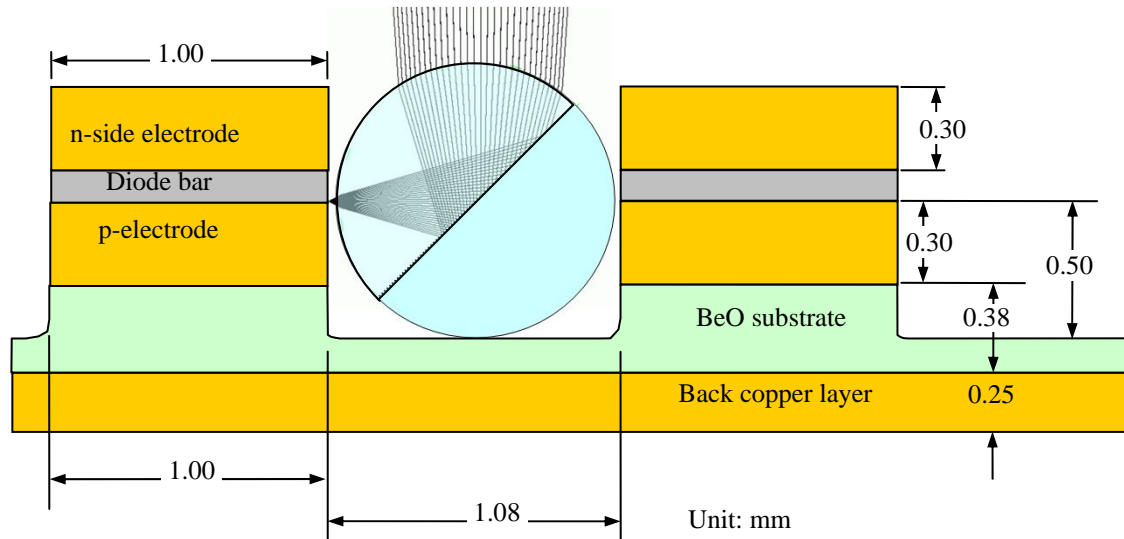 1.00
n-side electrode
0.30
Diode bar
p-electrode
0.30
0.50
BeO substrate
0.38
Back copper layer
0.25
1.00
1.08
Unit: mm